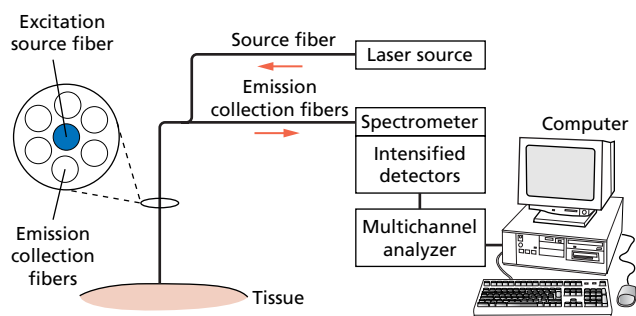 Excitation
source fiber
Source fiber
Laser source
Emission
collection fibers
Spectrometer
Intensified
detectors
Multichannel
analyzer
Computer
Emission
collection
fibers
Tissue